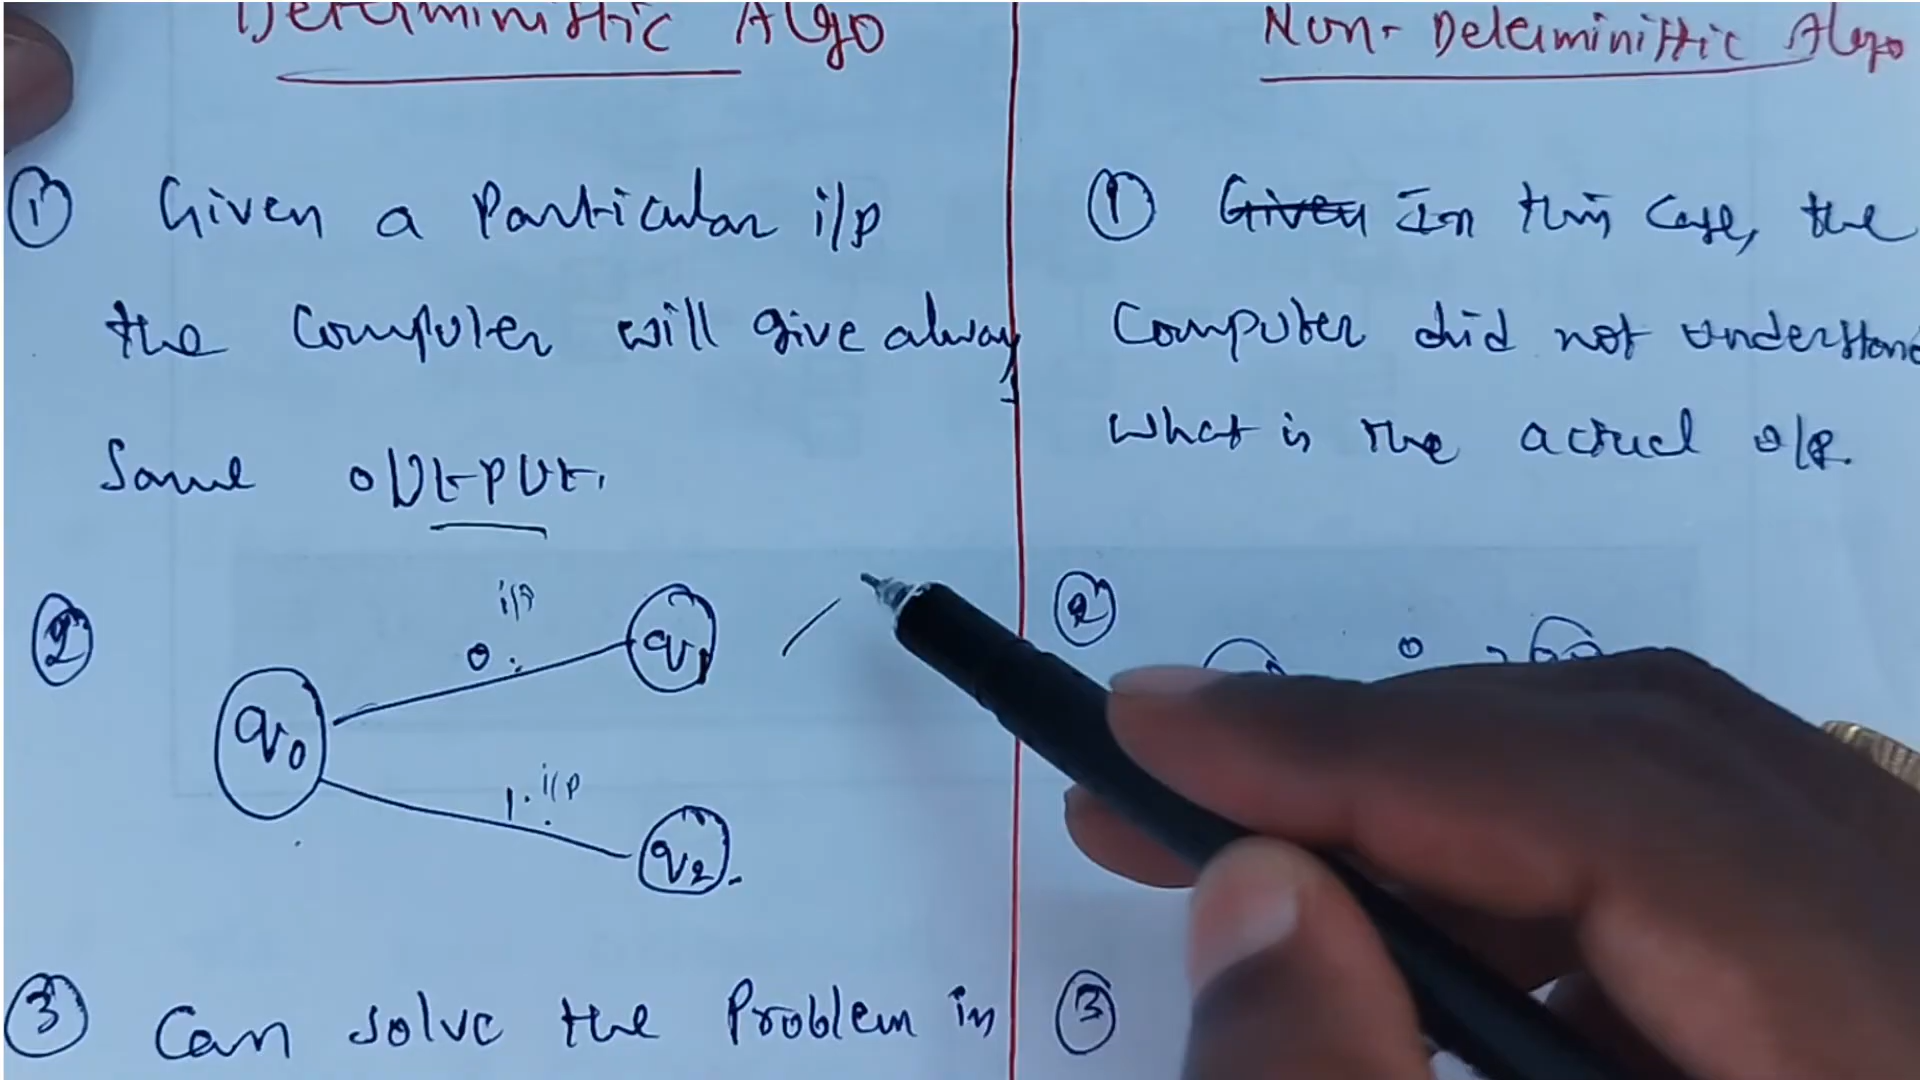 Deterministic Algo
① Given a Particular i/p
the Computer will give alway
s
Same OUtPUt.
②
i/p
0
q1
q0
1. i/p
q2.
③ Can solve the Problem in
Non-Deterministic Algo
① Given In this Case, the
Computer did not understand
What is the actual o/p.
②
0
③